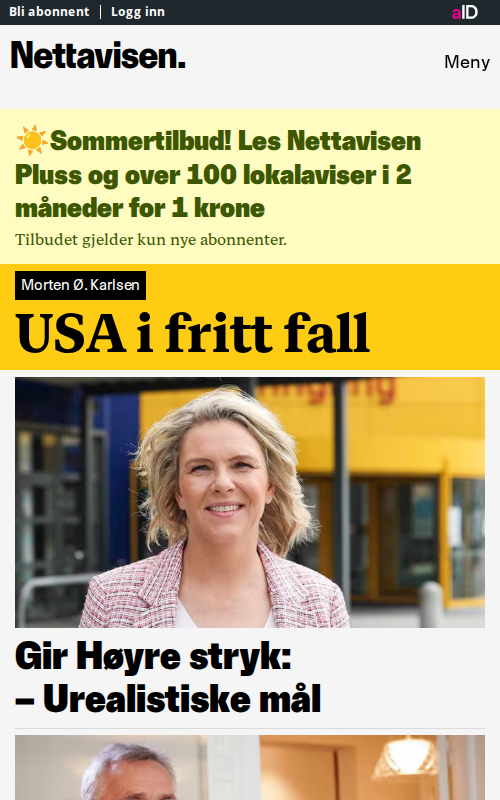 Bli abonnent
Logg inn
aID
Nettavisen.
Meny
☀️Sommertilbud! Les Nettavisen
Pluss og over 100 lokalaviser i 2
måneder for 1 krone
Tilbudet gjelder kun nye abonnenter.
Morten Ø. Karlsen
USA i fritt fall
Gir Høyre stryk:
– Urealistiske mål